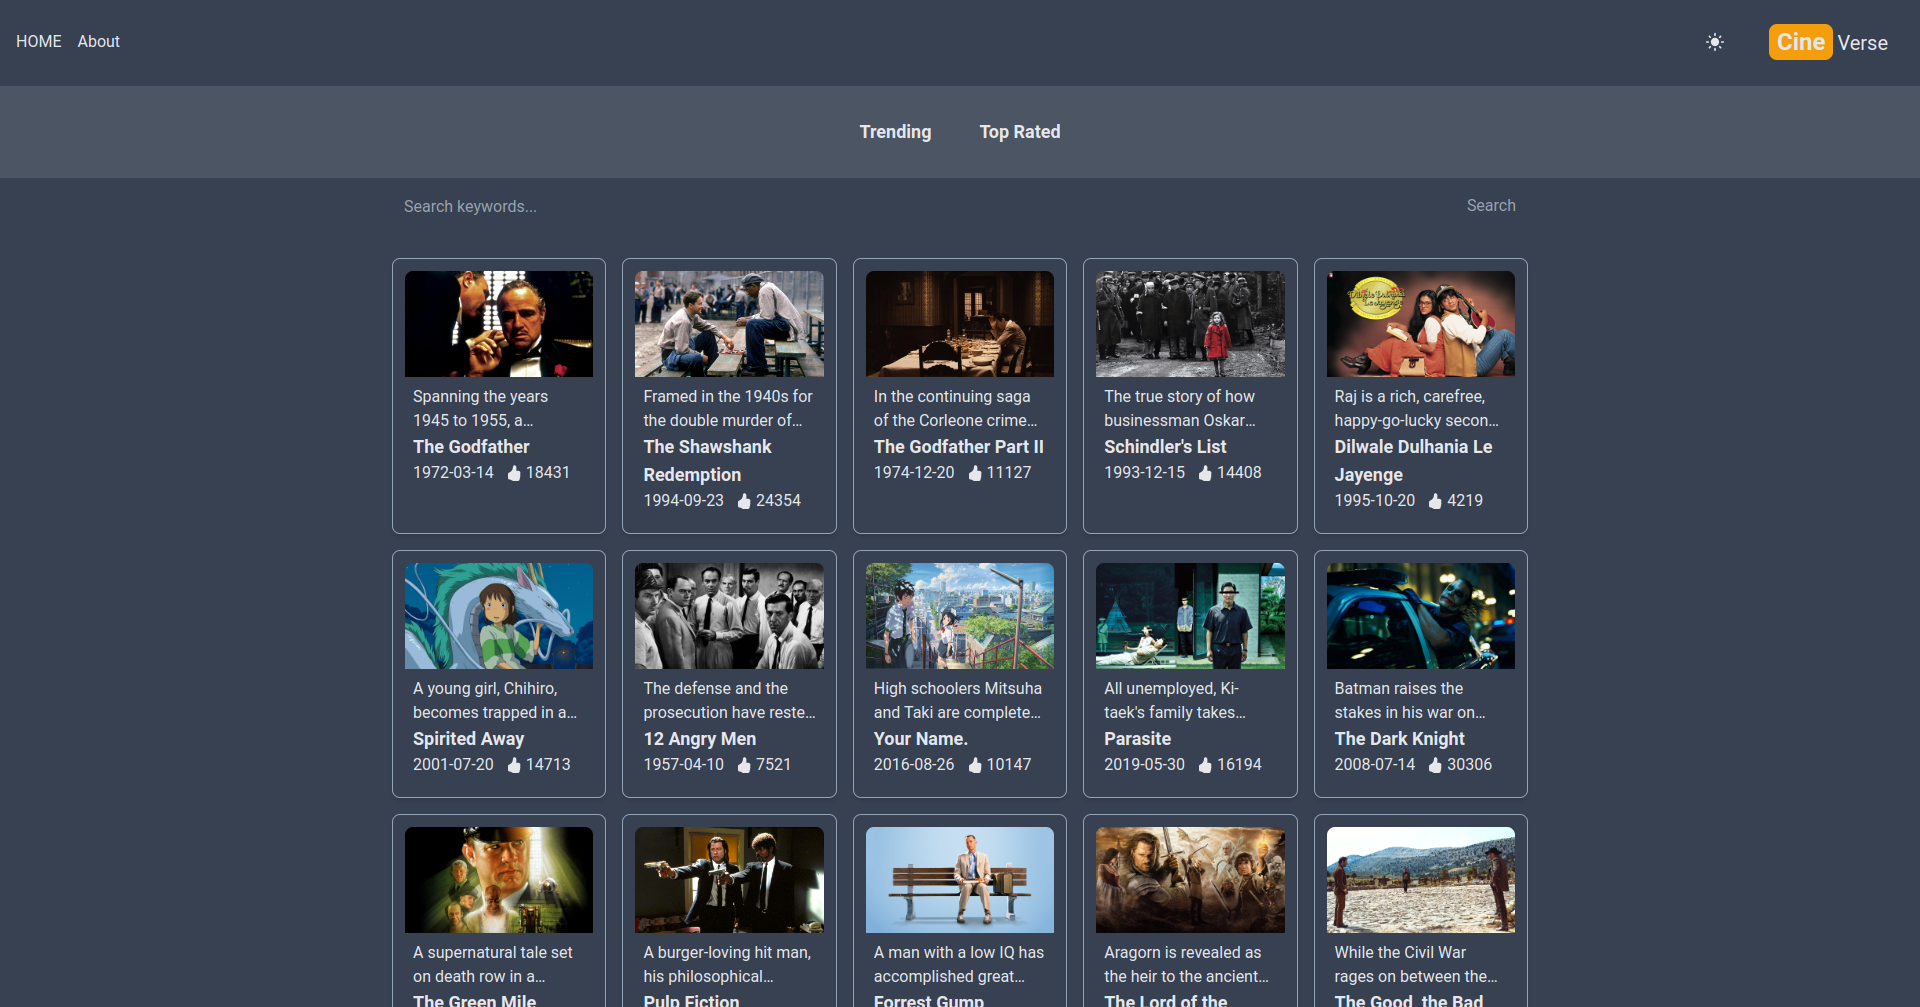 HOME About
Cine Verse
Trending Top Rated
Search keywords...
Search
Dilwale Dulhania
Le Jayenge
Spanning the years
1945 to 1955, a...
The Godfather
1972-03-14 18431
Framed in the 1940s for
the double murder of...
The Shawshank
Redemption
1994-09-23 24354
In the continuing saga
of the Corleone crime...
The Godfather Part II
1974-12-20 11127
The true story of how
businessman Oskar...
Schindler's List
1993-12-15 14408
Raj is a rich, carefree,
happy-go-lucky secon...
Dilwale Dulhania Le
Jayenge
1995-10-20 4219
A young girl, Chihiro,
becomes trapped in a...
Spirited Away
2001-07-20 14713
The defense and the
prosecution have reste...
12 Angry Men
1957-04-10 7521
High schoolers Mitsuha
and Taki are complete...
Your Name.
2016-08-26 10147
All unemployed, Ki-
taek's family takes...
Parasite
2019-05-30 16194
Batman raises the
stakes in his war on...
The Dark Knight
2008-07-14 30306
A supernatural tale set
on death row in a...
The Green Mile
A burger-loving hit man,
his philosophical...
Pulp Fiction
A man with a low IQ has
accomplished great...
Forrest Gump
Aragorn is revealed as
the heir to the ancient...
The Lord of the
While the Civil War
rages on between the...
The Good, the Bad